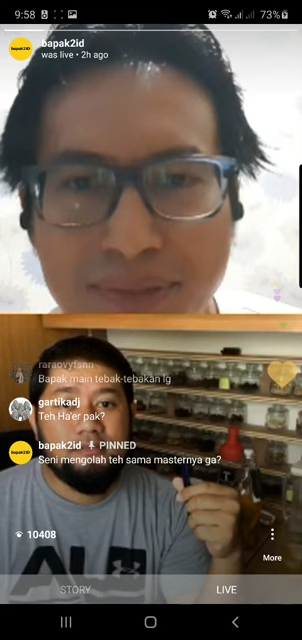 9:58
73%
bapak2id
bapak2id
was live • 2h ago
raraovyfsnn
Bapak main tebak-tebakan Ig
gartikadj
Teh Ha'er pak?
bapak2id
bapak2id PINNED
Seni mengolah teh sama masternya ga?
10408
More
STORY
LIVE